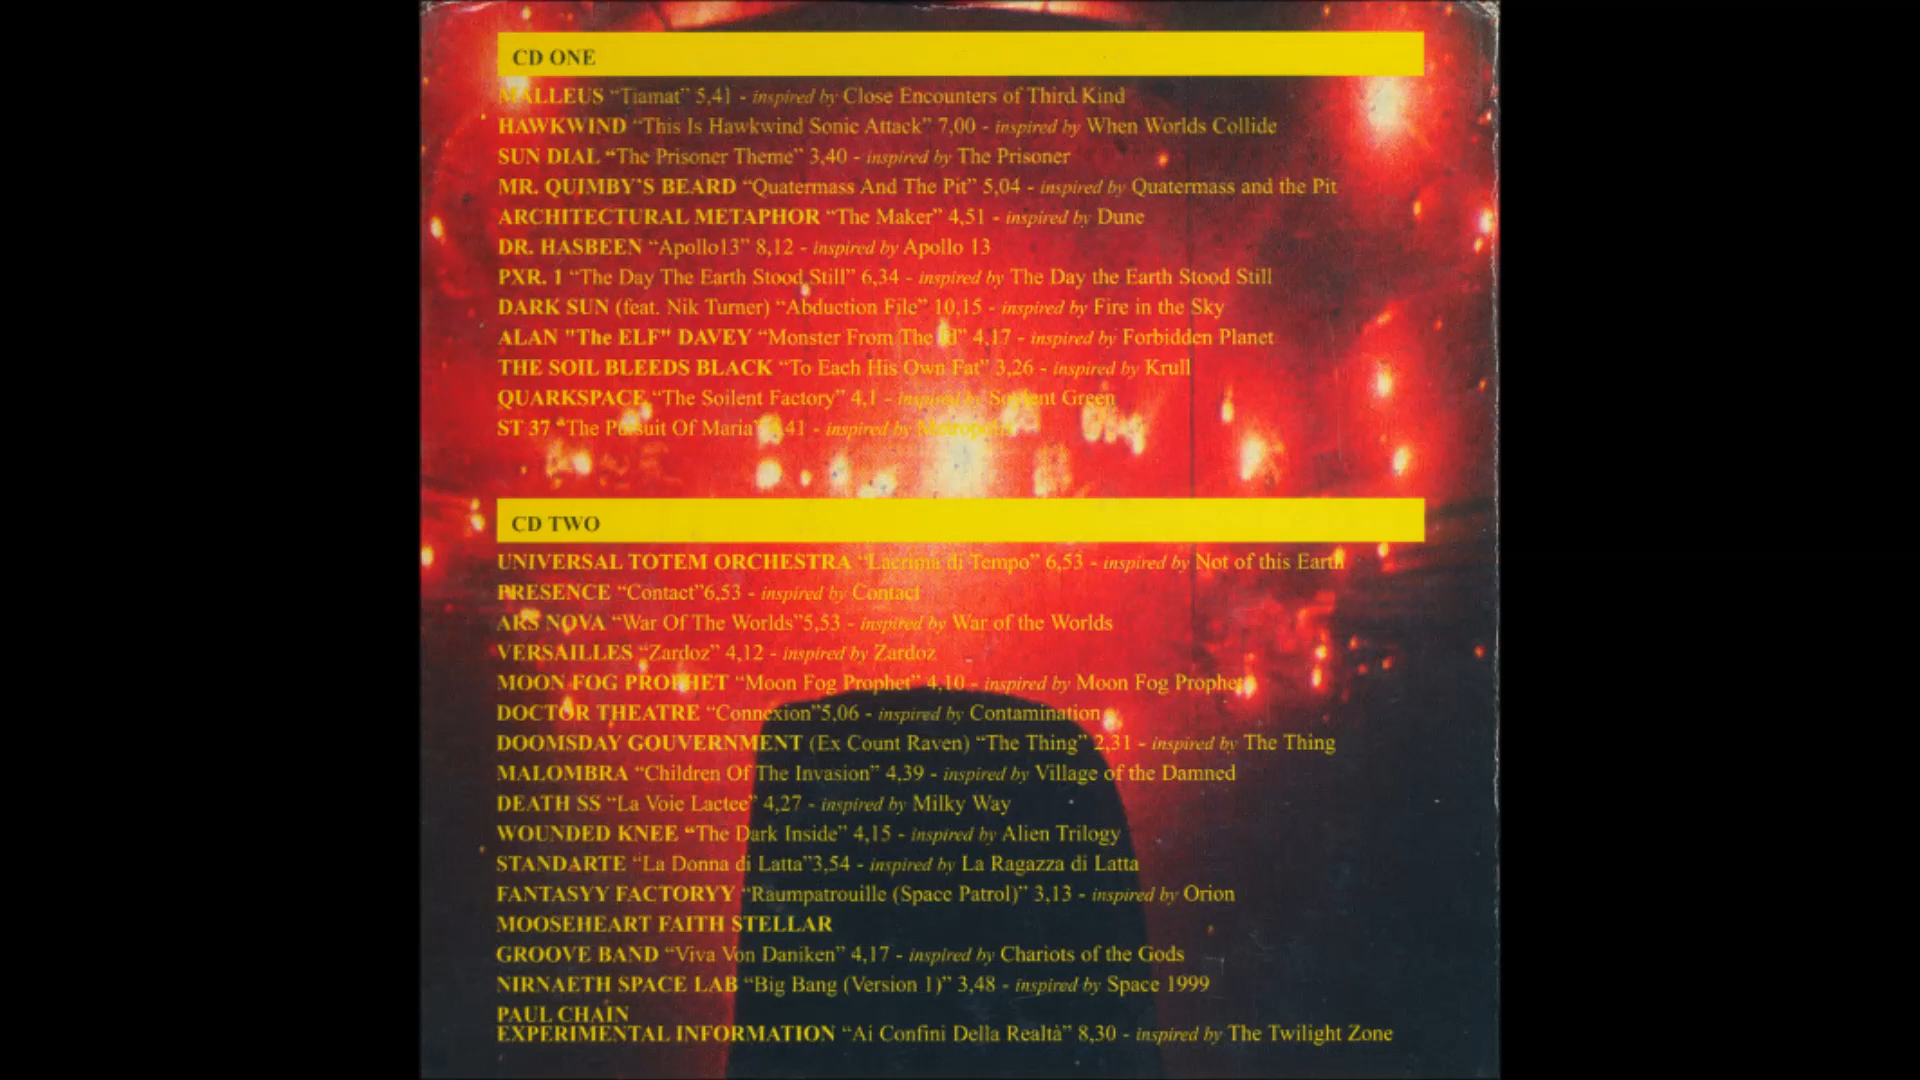 CD ONE
MALLEUS “Tiamat” 5,41 - inspired by Close Encounters of Third Kind
HAWKWIND “This Is Hawkwind Sonic Attack” 7,00 - inspired by When Worlds Collide
SUN DIAL “The Prisoner Theme” 3,40 - inspired by The Prisoner
MR. QUIMBY’S BEARD “Quatermass And The Pit” 5,04 - inspired by Quatermass and the Pit
ARCHITECTURAL METAPHOR “The Maker” 4,51 - inspired by Dune
DR. HASBEEN “Apollo13” 8,12 - inspired by Apollo 13
PXR. 1 “The Day The Earth Stood Still” 6,34 - inspired by The Day the Earth Stood Still
DARK SUN (feat. Nik Turner) “Abduction File” 10,15 - inspired by Fire in the Sky
ALAN "The ELF" DAVEY “Monster From The Id” 4,17 - inspired by Forbidden Planet
THE SOIL BLEEDS BLACK “To Each His Own Fat” 3,26 - inspired by Krull
QUARKSPACE “The Soilent Factory” 4,1 - inspired by Soylent Green
ST 37 “The Pursuit Of Maria” - inspired by Metropolis
CD TWO
UNIVERSAL TOTEM ORCHESTRA “Lacrima di Tempo” 6,53 - inspired by Not of this Earth
PRESENCE “Contact”6,53 - inspired by Contact
ARS NOVA “War Of The Worlds”5,53 - inspired by War of the Worlds
VERSAILLES “Zardoz” 4,12 - inspired by Zardoz
MOON FOG PROPHET “Moon Fog Prophet” 4,10 - inspired by Moon Fog Prophet
DOCTOR THEATRE “Connexion”5,06 - inspired by Contamination
DOOMSDAY GOUVERNMENT (Ex Count Raven) “The Thing” 2,31 - inspired by The Thing
MALOMBRA “Children Of The Invasion” 4,39 - inspired by Village of the Damned
DEATH SS “La Voie Lactee” 4,27 - inspired by Milky Way
WOUNDED KNEE “The Dark Inside” 4,15 - inspired by Alien Trilogy
STANDARTE “La Donna di Latta”3,54 - inspired by La Ragazza di Latta
FANTASYY FACTORYY “Raumpatrouille (Space Patrol)” 3,13 - inspired by Orion
MOOSEHEART FAITH STELLAR
GROOVE BAND “Viva Von Daniken” 4,17 - inspired by Chariots of the Gods
NIRNAETH SPACE LAB “Big Bang (Version 1)” 3,48 - inspired by Space 1999
PAUL CHAIN
EXPERIMENTAL INFORMATION “Ai Confini Della Realtà” 8,30 - inspired by The Twilight Zone